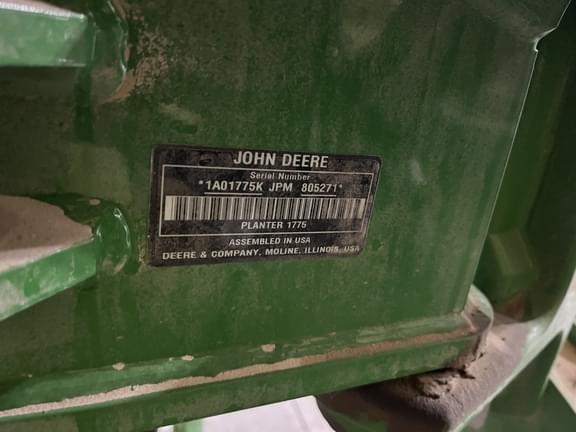 JOHN DEERE
Serial Number
*1A01775K JPM 805271*
PLANTER 1775
ASSEMBLED IN USA
DEERE & COMPANY, MOLINE, ILLINOIS, USA